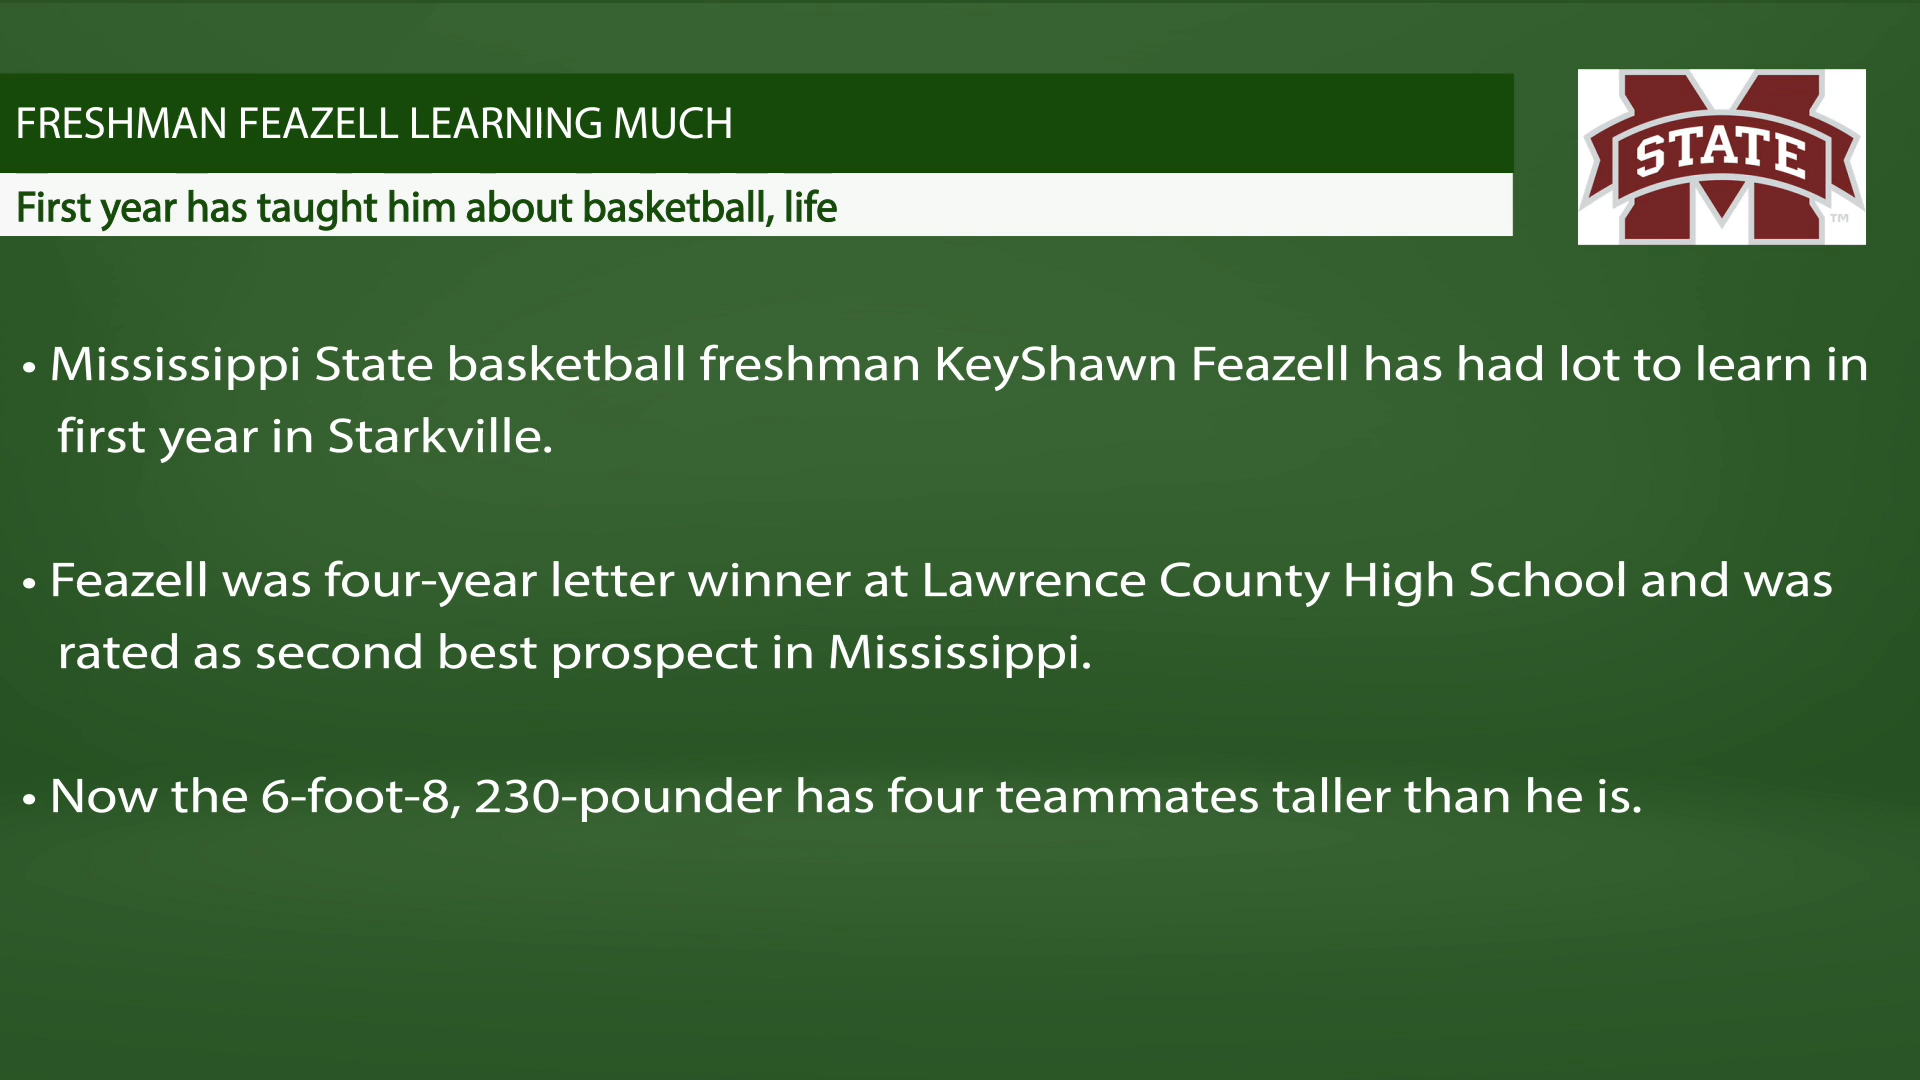 FRESHMAN FEAZELL LEARNING MUCH
First year has taught him about basketball, life
STATE
TM
• Mississippi State basketball freshman KeyShawn Feazell has had lot to learn in
first year in Starkville.
• Feazell was four-year letter winner at Lawrence County High School and was
rated as second best prospect in Mississippi.
• Now the 6-foot-8, 230-pounder has four teammates taller than he is.